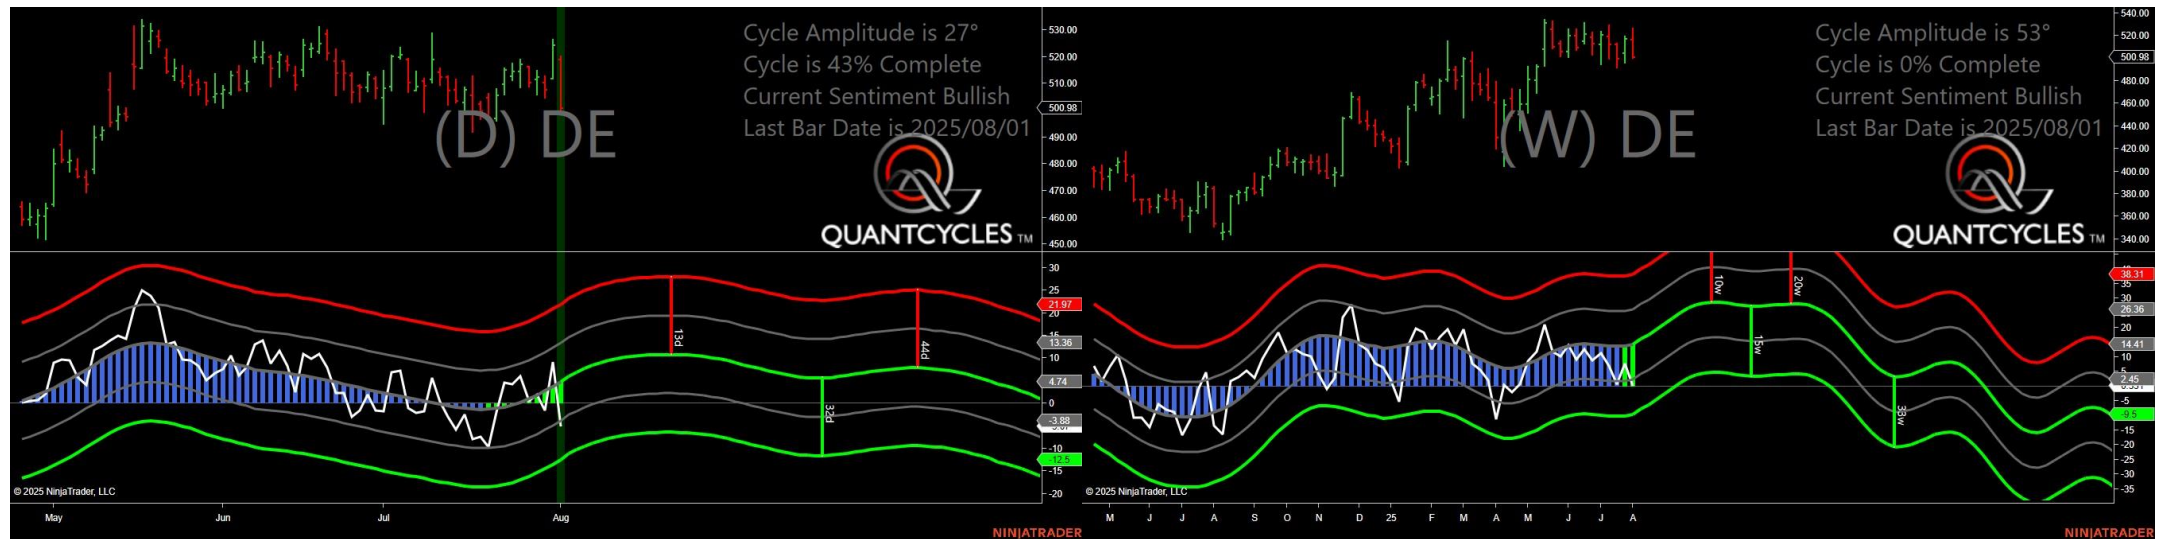 Cycle Amplitude is 27°
Cycle is 43% Complete
Current Sentiment Bullish
Last Bar Date is 2025/08/01
(D) DE
QUANTCYCLES TM
530.00
520.00
510.00
500.98
490.00
480.00
470.00
460.00
450.00
30
25
21.97
20
15
13.36
10
4.74
0
-3.88
-10
-12.5
-15
-20
13d
44d
32d
© 2025 NinjaTrader, LLC
May
Jun
Jul
Aug
NINJATRADER
Cycle Amplitude is 53°
Cycle is 0% Complete
Current Sentiment Bullish
Last Bar Date is 2025/08/01
(W) DE
QUANTCYCLES TM
540.00
520.00
500.98
480.00
460.00
440.00
420.00
400.00
380.00
360.00
340.00
38.31
35
30
26.36
20
14.41
10
5
2.45
-5
-9.5
-15
-20
-25
-30
-35
10w
20w
15w
38w
© 2025 NinjaTrader, LLC
M J J A S O N D 25 F M A M J J A
NINJATRADER